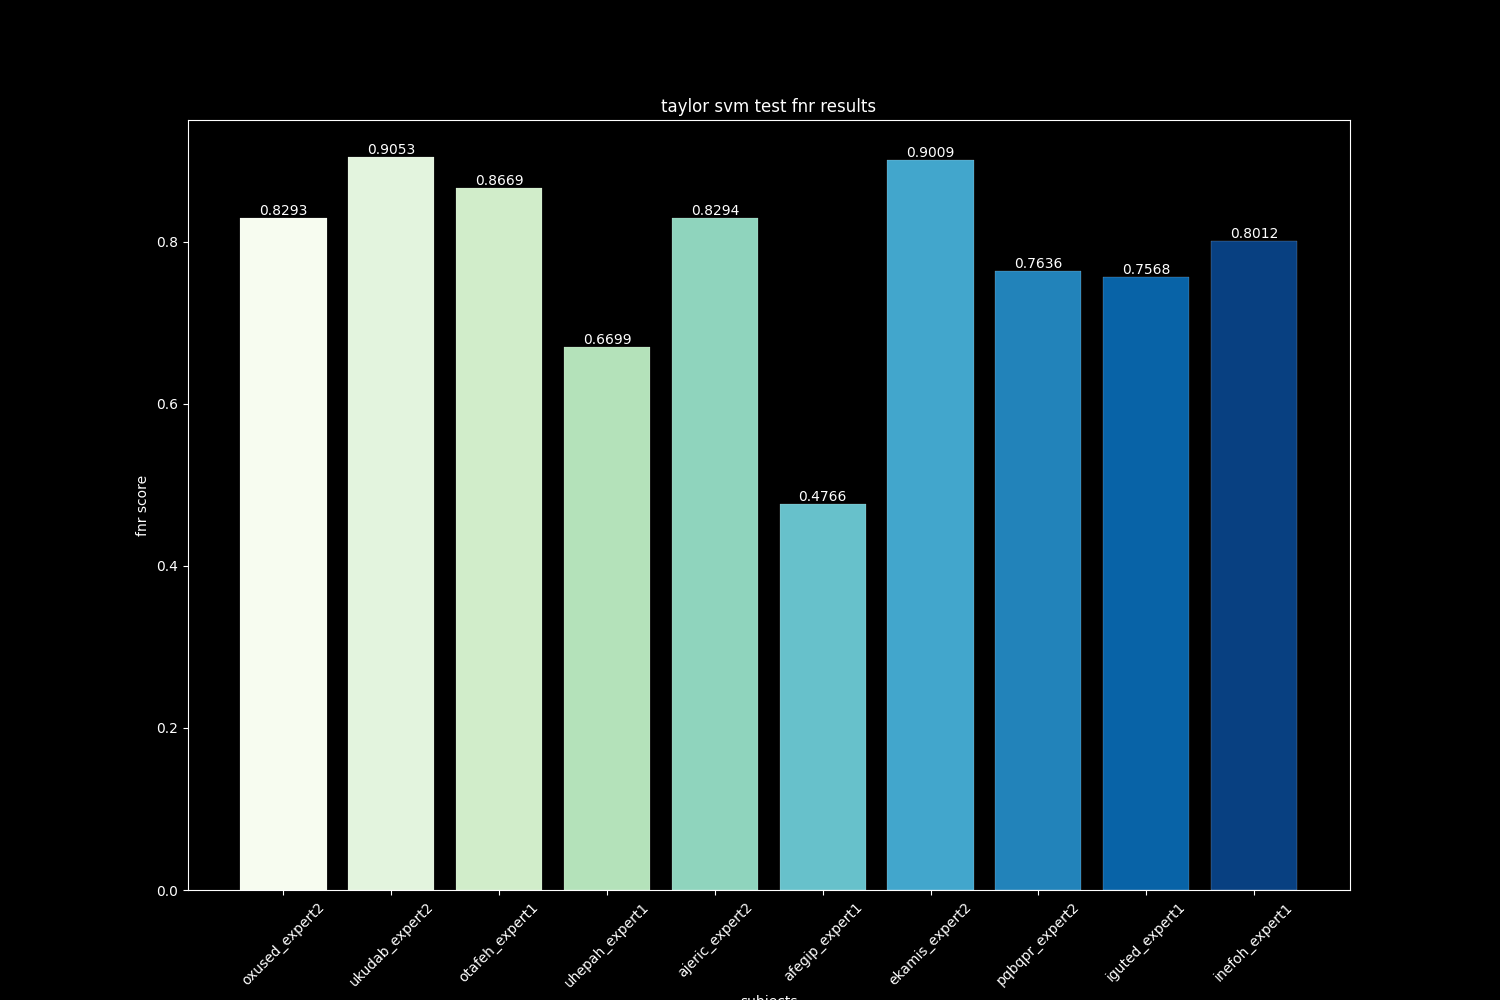 taylor svm test fnr results
0.8293
0.9053
0.8669
0.6699
0.8294
0.4766
0.9009
0.7636
0.7568
0.8012
0.8
0.6
0.4
0.2
0.0
fnr score
oxused_expert2
ukudab_expert2
otafeh_expert1
uhepah_expert1
ajeric_expert2
afegip_expert1
ekamis_expert2
pqbqpr_expert2
iguted_expert1
inefoh_expert1
subjects